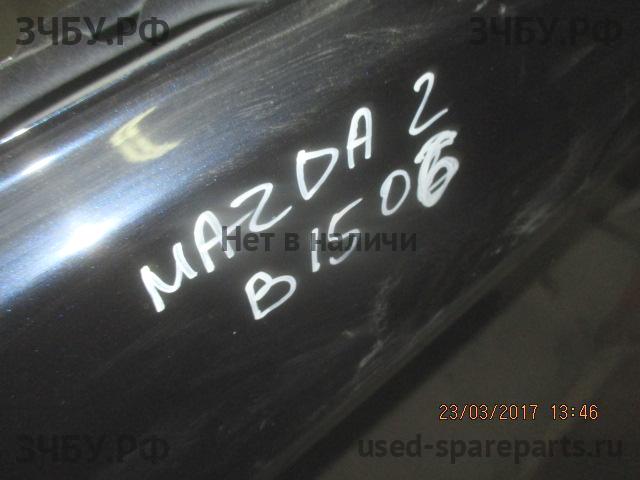 ЗЧБУ.РФ
ЗЧБУ.РФ
MAZDA 2
B1506
Нет в наличи
23/03/2017 13:46
ЗЧБУ.РФ
used-spareparts.ru